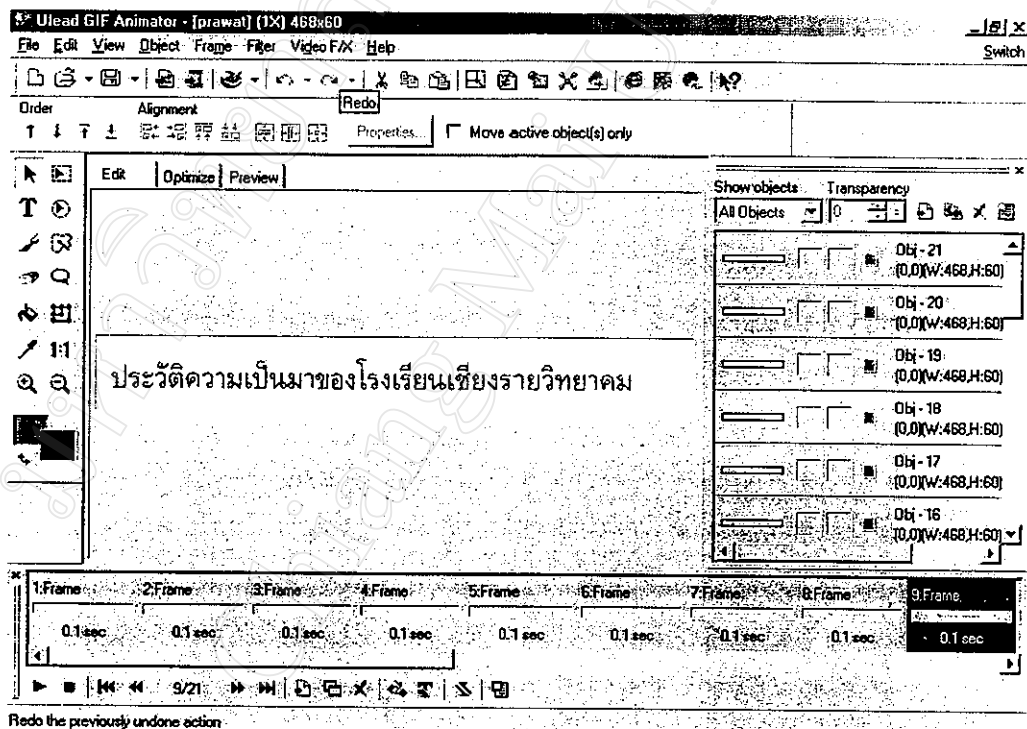 Ulead GIF Animator - [prawat] (1X) 468x60
File Edit View Object Frame Filter Video F/X Help
Switch
Redo
Order Alignment
Properties... Move active object(s) only
Edit Optimize Preview
Show objects Transparency
All Objects 0
T
1:1
Obj - 21
(0,0)(W:468,H:60)
Obj - 20
(0,0)(W:468,H:60)
Obj - 19
(0,0)(W:468,H:60)
Obj - 18
(0,0)(W:468,H:60)
Obj - 17
(0,0)(W:468,H:60)
Obj - 16
(0,0)(W:468,H:60)
ประวัติความเป็นมาของโรงเรียนเชียงรายวิทยาคม
1:Frame 2:Frame 3:Frame 4:Frame 5:Frame 6:Frame 7:Frame 8:Frame 9:Frame
0.1 sec 0.1 sec 0.1 sec 0.1 sec 0.1 sec 0.1 sec 0.1 sec 0.1 sec 0.1 sec
9/21
Redo the previously undone action